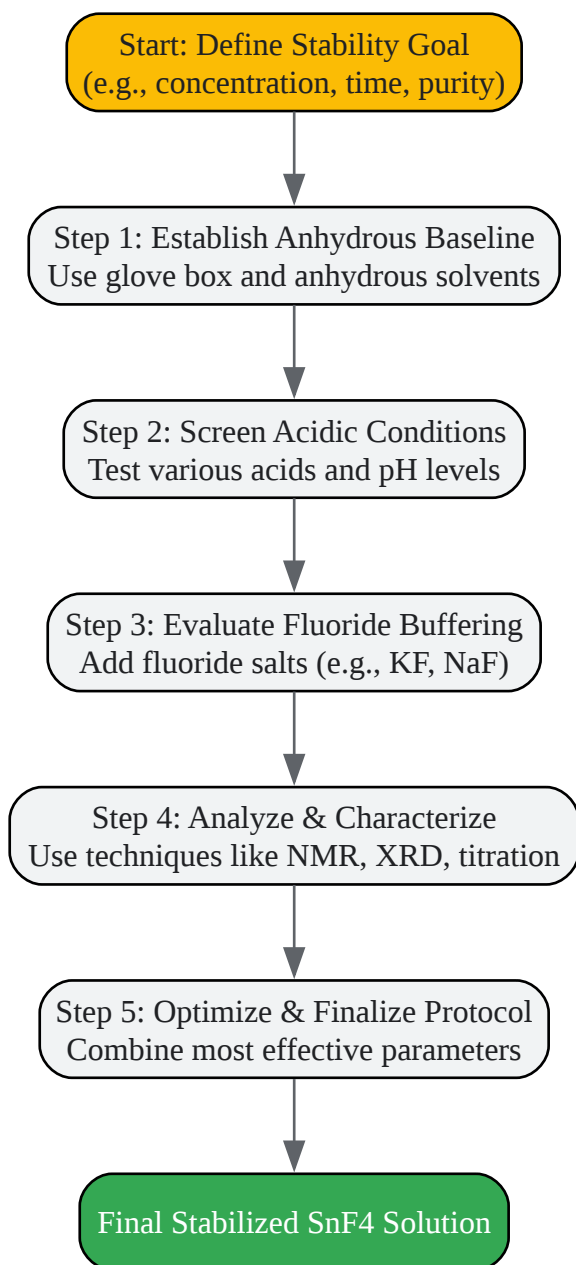 Start: Define Stability Goal
(e.g., concentration, time, purity)
Step 1: Establish Anhydrous Baseline
Use glove box and anhydrous solvents
Step 2: Screen Acidic Conditions
Test various acids and pH levels
Step 3: Evaluate Fluoride Buffering
Add fluoride salts (e.g., KF, NaF)
Step 4: Analyze & Characterize
Use techniques like NMR, XRD, titration
Step 5: Optimize & Finalize Protocol
Combine most effective parameters
Final Stabilized SnF4 Solution